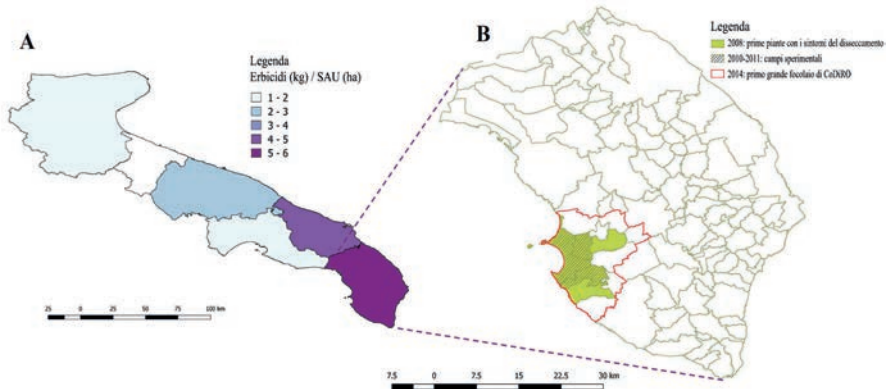 A
Legenda
Erbicidi (kg) / SAU (ha)
1 - 2
2 - 3
3 - 4
4 - 5
5 - 6
25 0 25 50 75 100 km
B
Legenda
2008: prime piante con i sintomi del disseccamento
2010-2011: campi sperimentali
2014: primo grande focolaio di CoDiRO
7.5 0 7.5 15 22.5 30 km